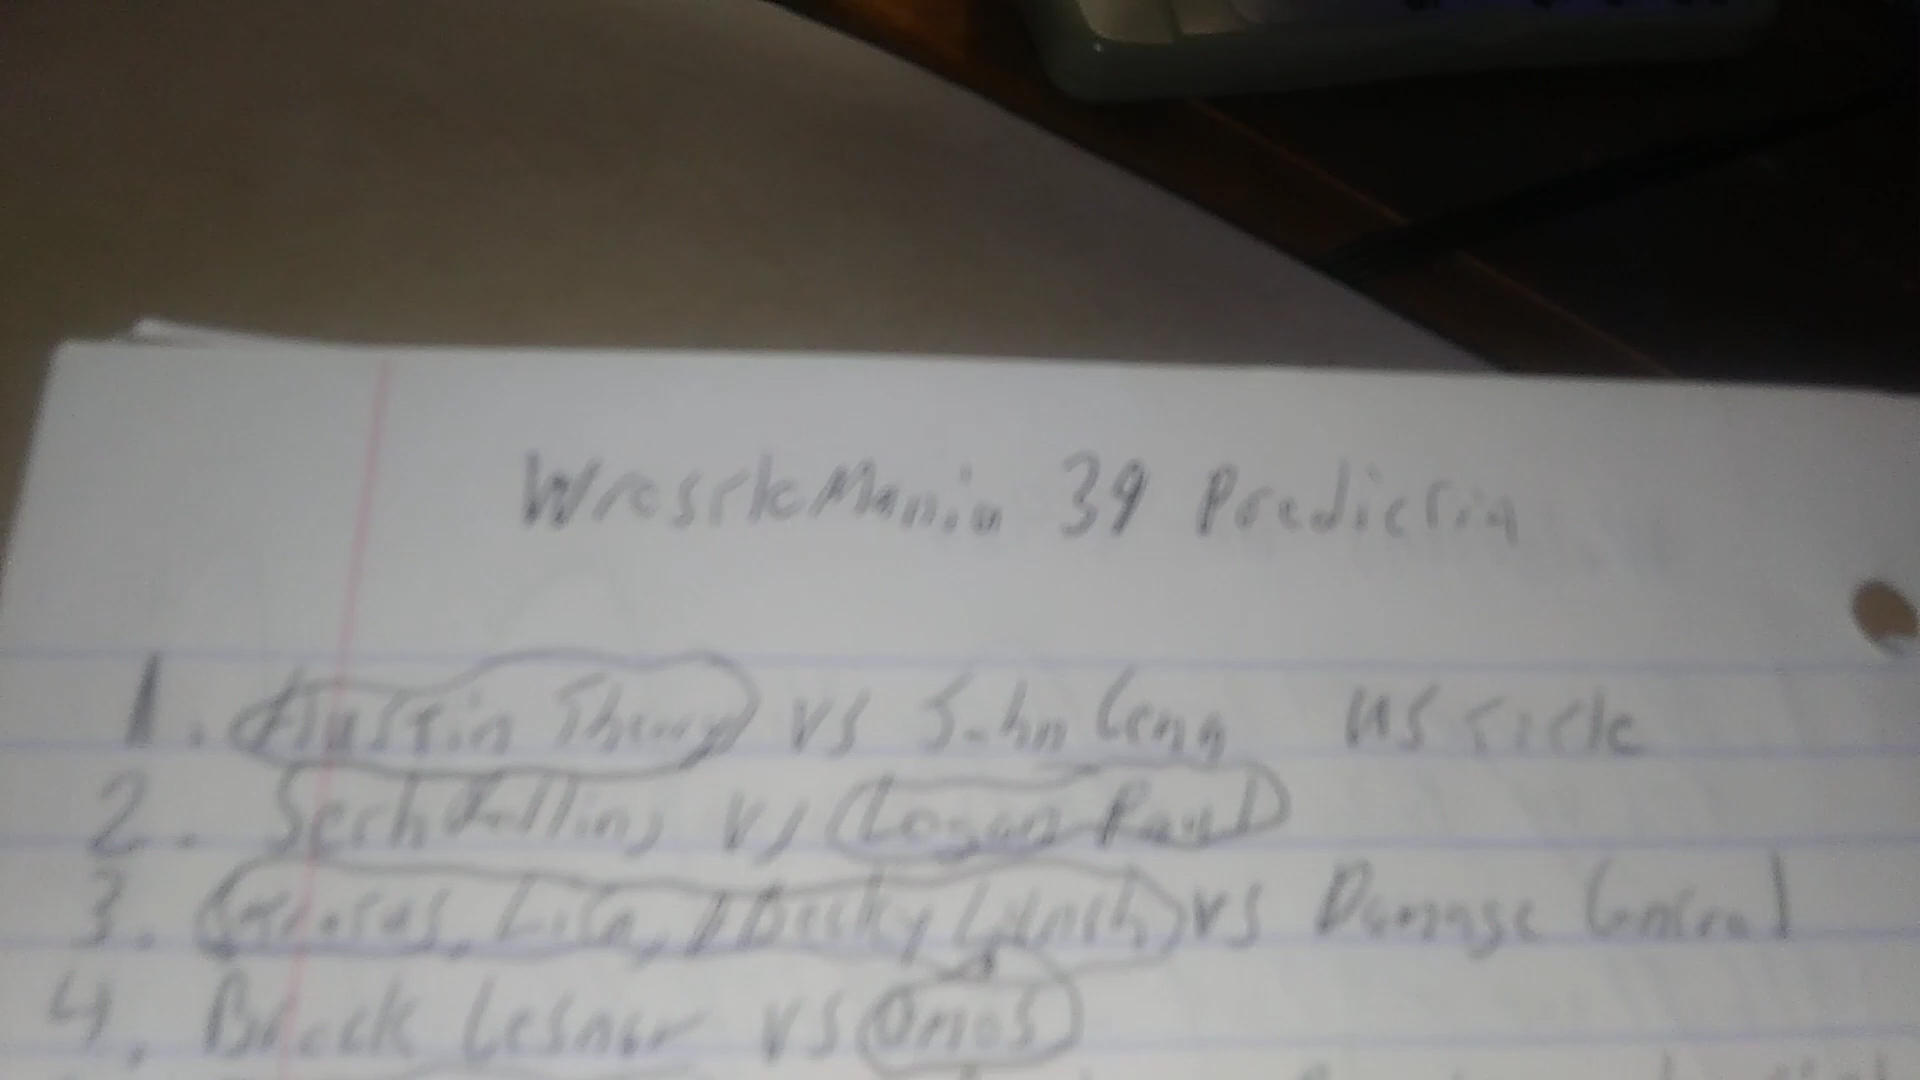 WrestleMania 39 Prediction
1. Austin Theory VS John Cena US title
2. Seth Rollins VS Logan Paul
3. Lita, Becky Lynch VS Damage Control
4. Brock Lesnar VS Omos